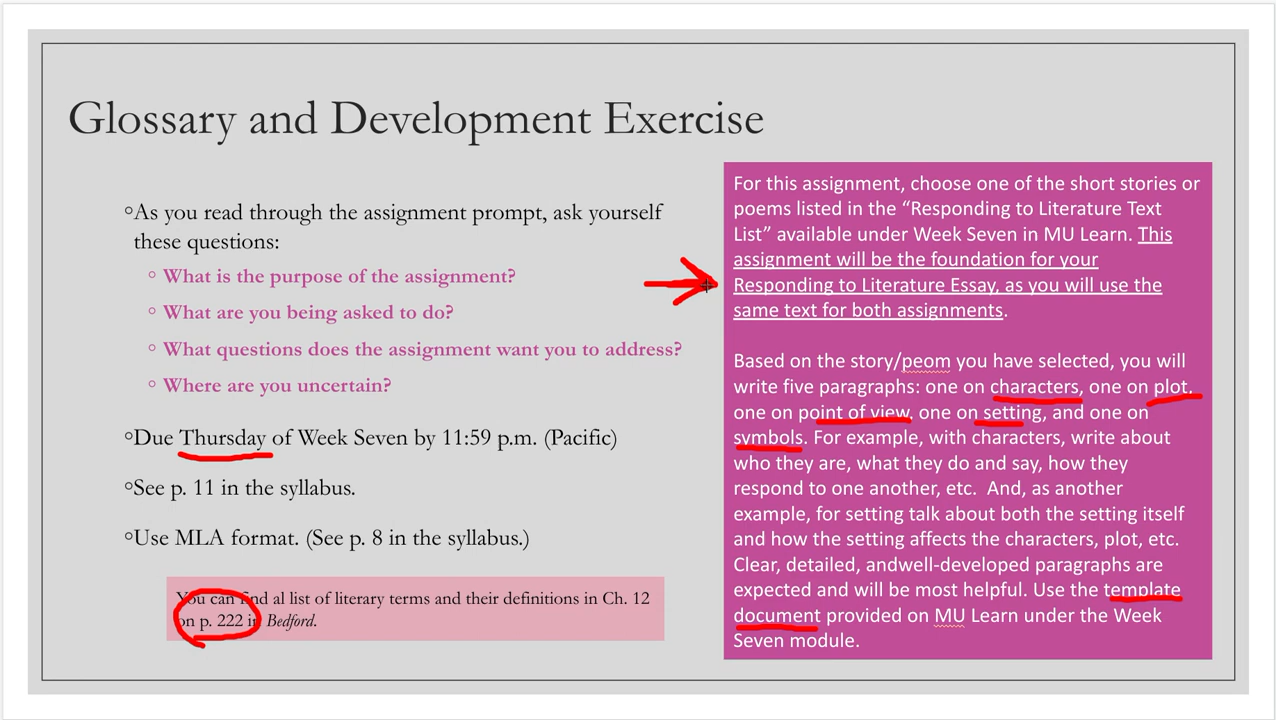 Glossary and Development Exercise
◦As you read through the assignment prompt, ask yourself
these questions:
◦ What is the purpose of the assignment?
◦ What are you being asked to do?
◦ What questions does the assignment want you to address?
◦ Where are you uncertain?
◦Due Thursday of Week Seven by 11:59 p.m. (Pacific)
◦See p. 11 in the syllabus.
◦Use MLA format. (See p. 8 in the syllabus.)
You can find al list of literary terms and their definitions in Ch. 12
on p. 222 in Bedford.
For this assignment, choose one of the short stories or
poems listed in the “Responding to Literature Text
List” available under Week Seven in MU Learn. This
assignment will be the foundation for your
Responding to Literature Essay, as you will use the
same text for both assignments.
Based on the story/peom you have selected, you will
write five paragraphs: one on characters, one on plot,
one on point of view, one on setting, and one on
symbols. For example, with characters, write about
who they are, what they do and say, how they
respond to one another, etc.  And, as another
example, for setting talk about both the setting itself
and how the setting affects the characters, plot, etc.
Clear, detailed, andwell-developed paragraphs are
expected and will be most helpful. Use the template
document provided on MU Learn under the Week
Seven module.